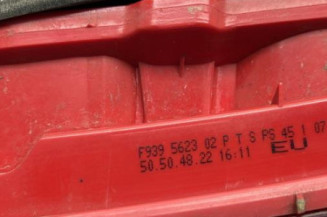 F939 5623 02 P T S PS 45 I 07
50.50.48.22 16:11 EU